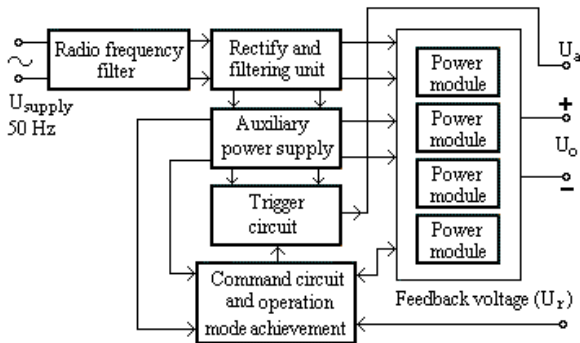 Radio frequency
filter
Rectify and
filtering unit
Usupply
50 Hz
Auxiliary
power supply
Trigger
circuit
Command circuit
and operation
mode achievement
Power
module
Power
module
Power
module
Power
module
Ua
+
Uo
–
Feedback voltage (Ur)